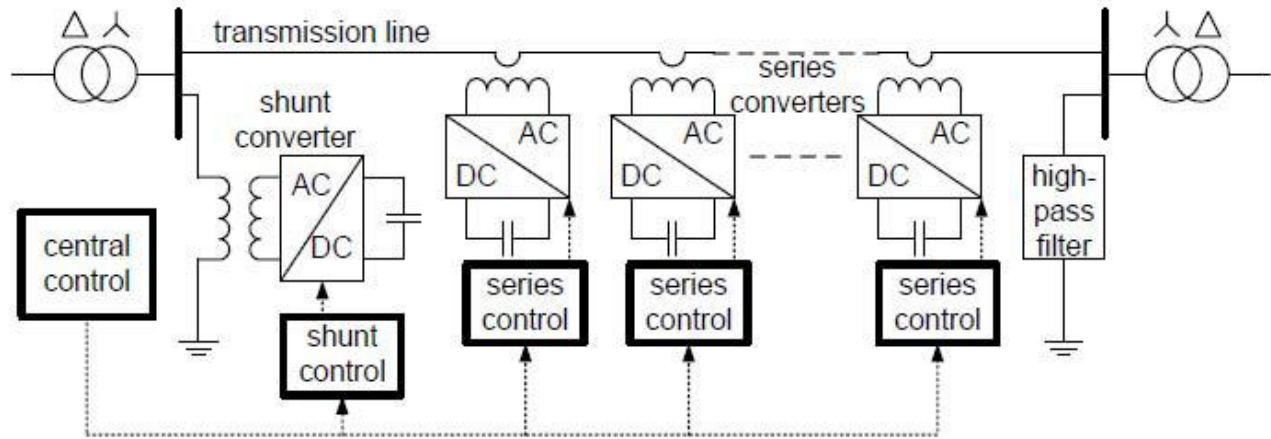 transmission line
series
converters
shunt
converter
AC
DC
AC
DC
AC
DC
AC
DC
high-
pass
filter
central
control
series
control
series
control
series
control
shunt
control